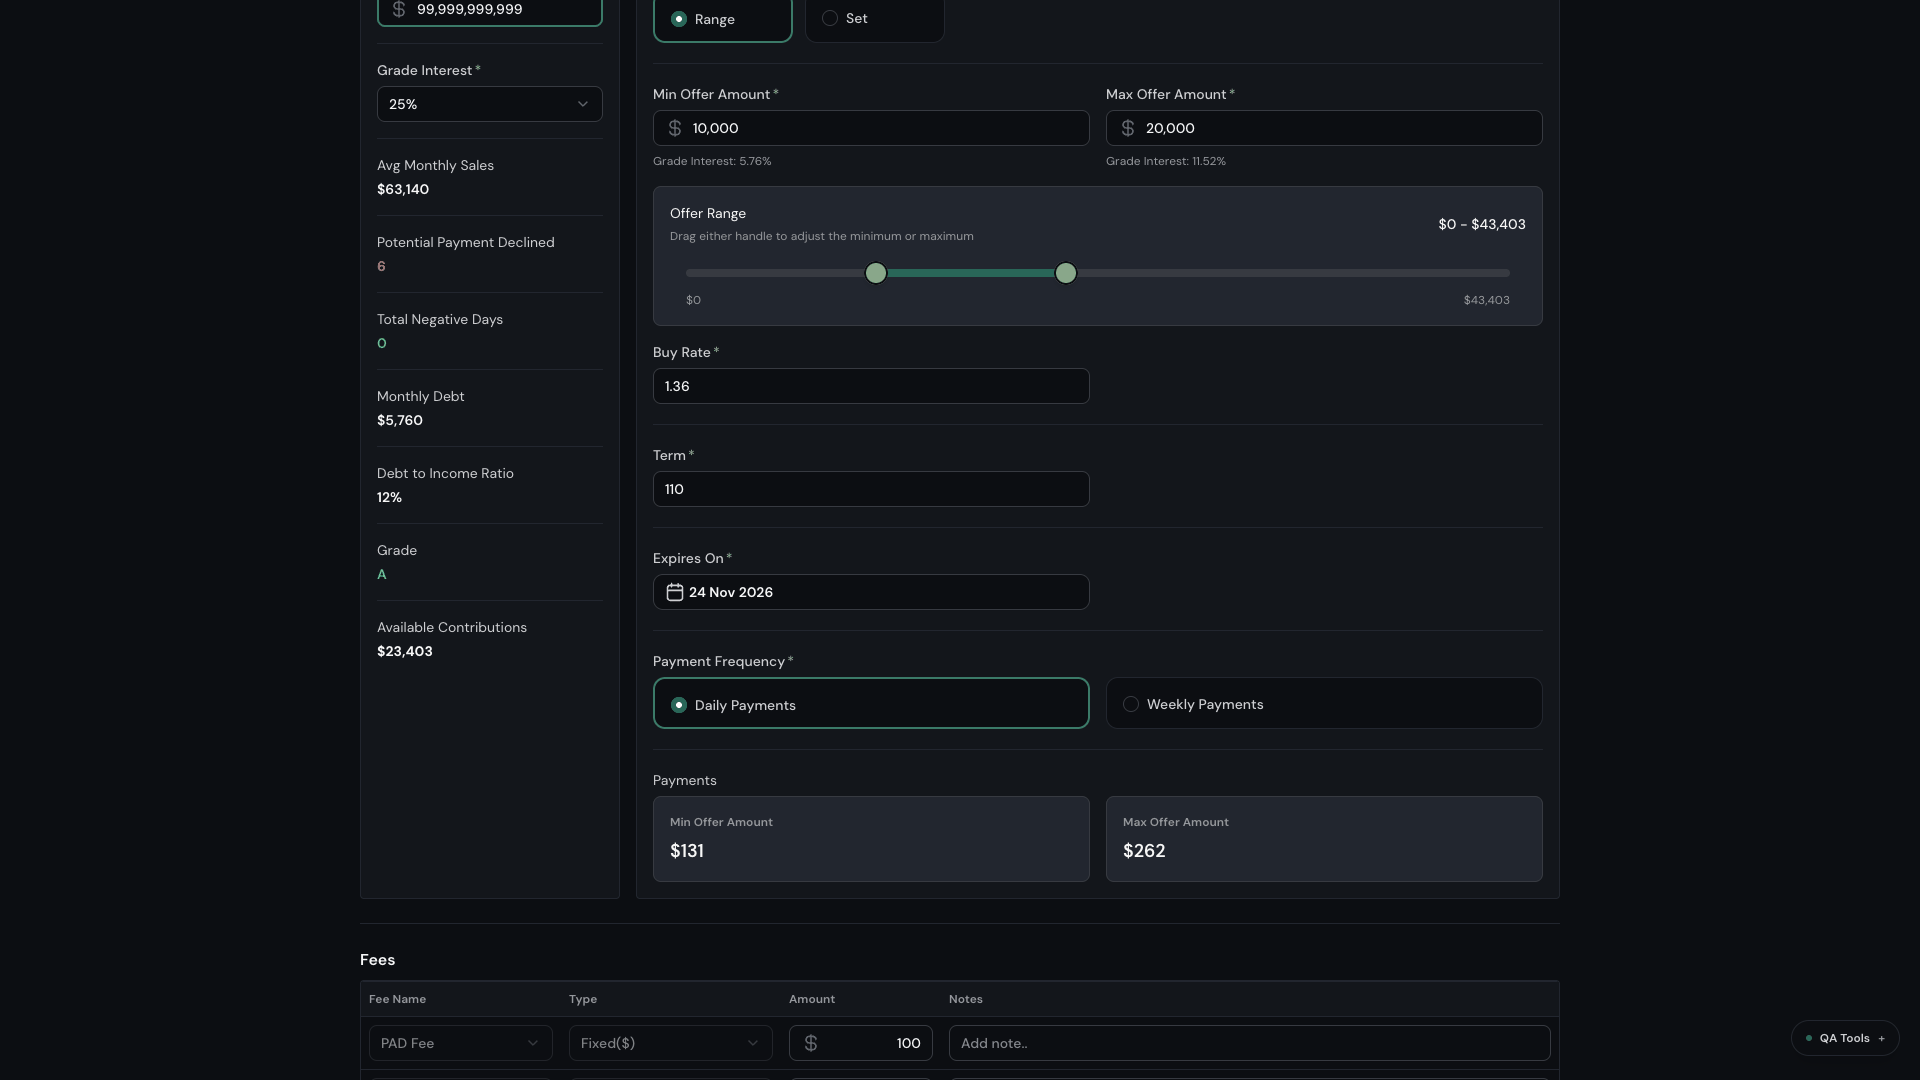 99,999,999,999
Grade Interest*
25%
Avg Monthly Sales
$63,140
Potential Payment Declined
6
Total Negative Days
0
Monthly Debt
$5,760
Debt to Income Ratio
12%
Grade
A
Available Contributions
$23,403
Range
Set
Min Offer Amount*
$ 10,000
Grade Interest: 5.76%
Max Offer Amount*
$ 20,000
Grade Interest: 11.52%
Offer Range
Drag either handle to adjust the minimum or maximum
$0 - $43,403
$0
$43,403
Buy Rate*
1.36
Term*
110
Expires On*
24 Nov 2026
Payment Frequency*
Daily Payments
Weekly Payments
Payments
Min Offer Amount
$131
Max Offer Amount
$262
Fees
Fee Name Type Amount Notes
PAD Fee Fixed($) $ 100 Add note..
QA Tools +